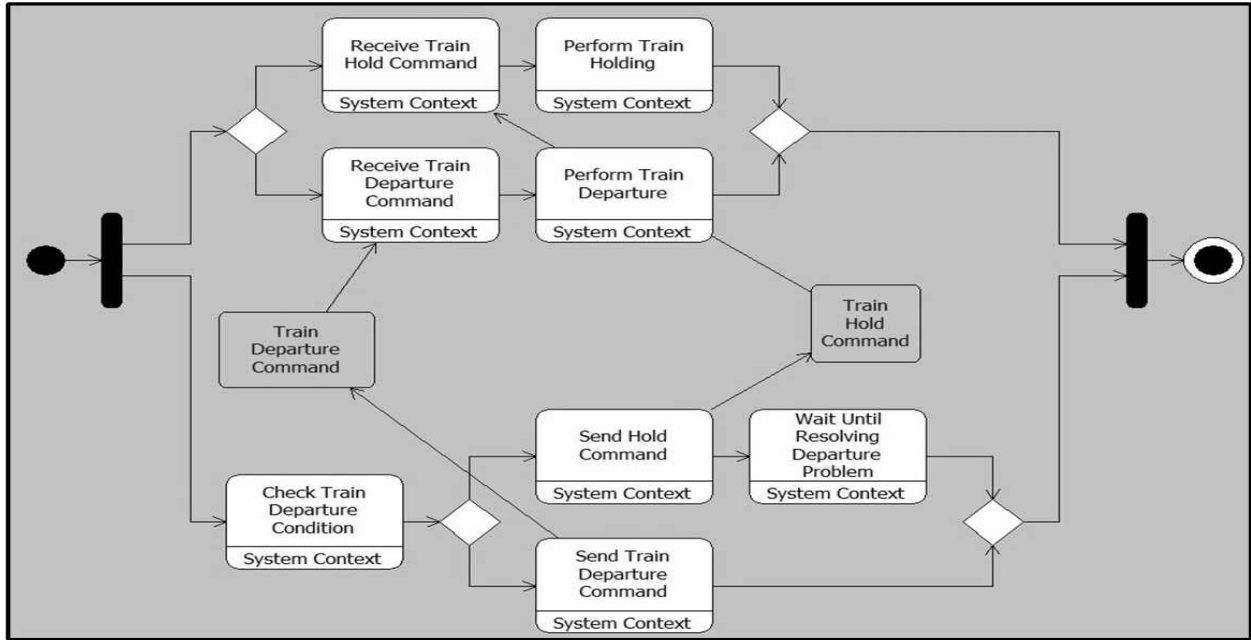 Receive Train
Hold Command
System Context
Perform Train
Holding
System Context
Receive Train
Departure
Command
System Context
Perform Train
Departure
System Context
Train
Departure
Command
Train
Hold
Command
Send Hold
Command
System Context
Wait Until
Resolving
Departure
Problem
System Context
Check Train
Departure
Condition
System Context
Send Train
Departure
Command
System Context